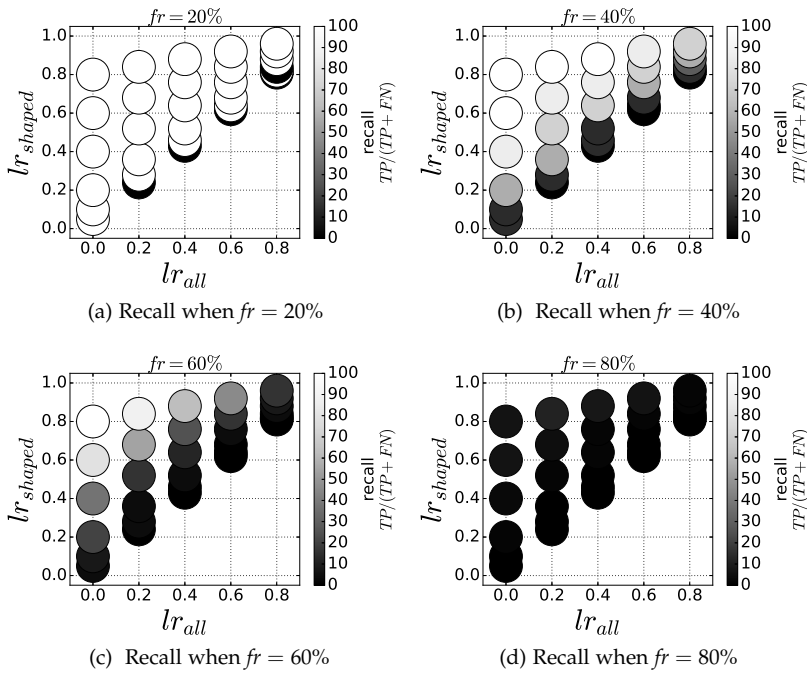 fr = 20%
1.0
0.8
0.6
0.4
0.2
0.0
lr_shaped
0.0 0.2 0.4 0.6 0.8
lr_all
100
90
80
70
60
50
40
30
20
10
0
recall
TP/(TP + FN)
(a) Recall when fr = 20%
fr = 40%
1.0
0.8
0.6
0.4
0.2
0.0
lr_shaped
0.0 0.2 0.4 0.6 0.8
lr_all
100
90
80
70
60
50
40
30
20
10
0
recall
TP/(TP + FN)
(b) Recall when fr = 40%
fr = 60%
1.0
0.8
0.6
0.4
0.2
0.0
lr_shaped
0.0 0.2 0.4 0.6 0.8
lr_all
100
90
80
70
60
50
40
30
20
10
0
recall
TP/(TP + FN)
(c) Recall when fr = 60%
fr = 80%
1.0
0.8
0.6
0.4
0.2
0.0
lr_shaped
0.0 0.2 0.4 0.6 0.8
lr_all
100
90
80
70
60
50
40
30
20
10
0
recall
TP/(TP + FN)
(d) Recall when fr = 80%